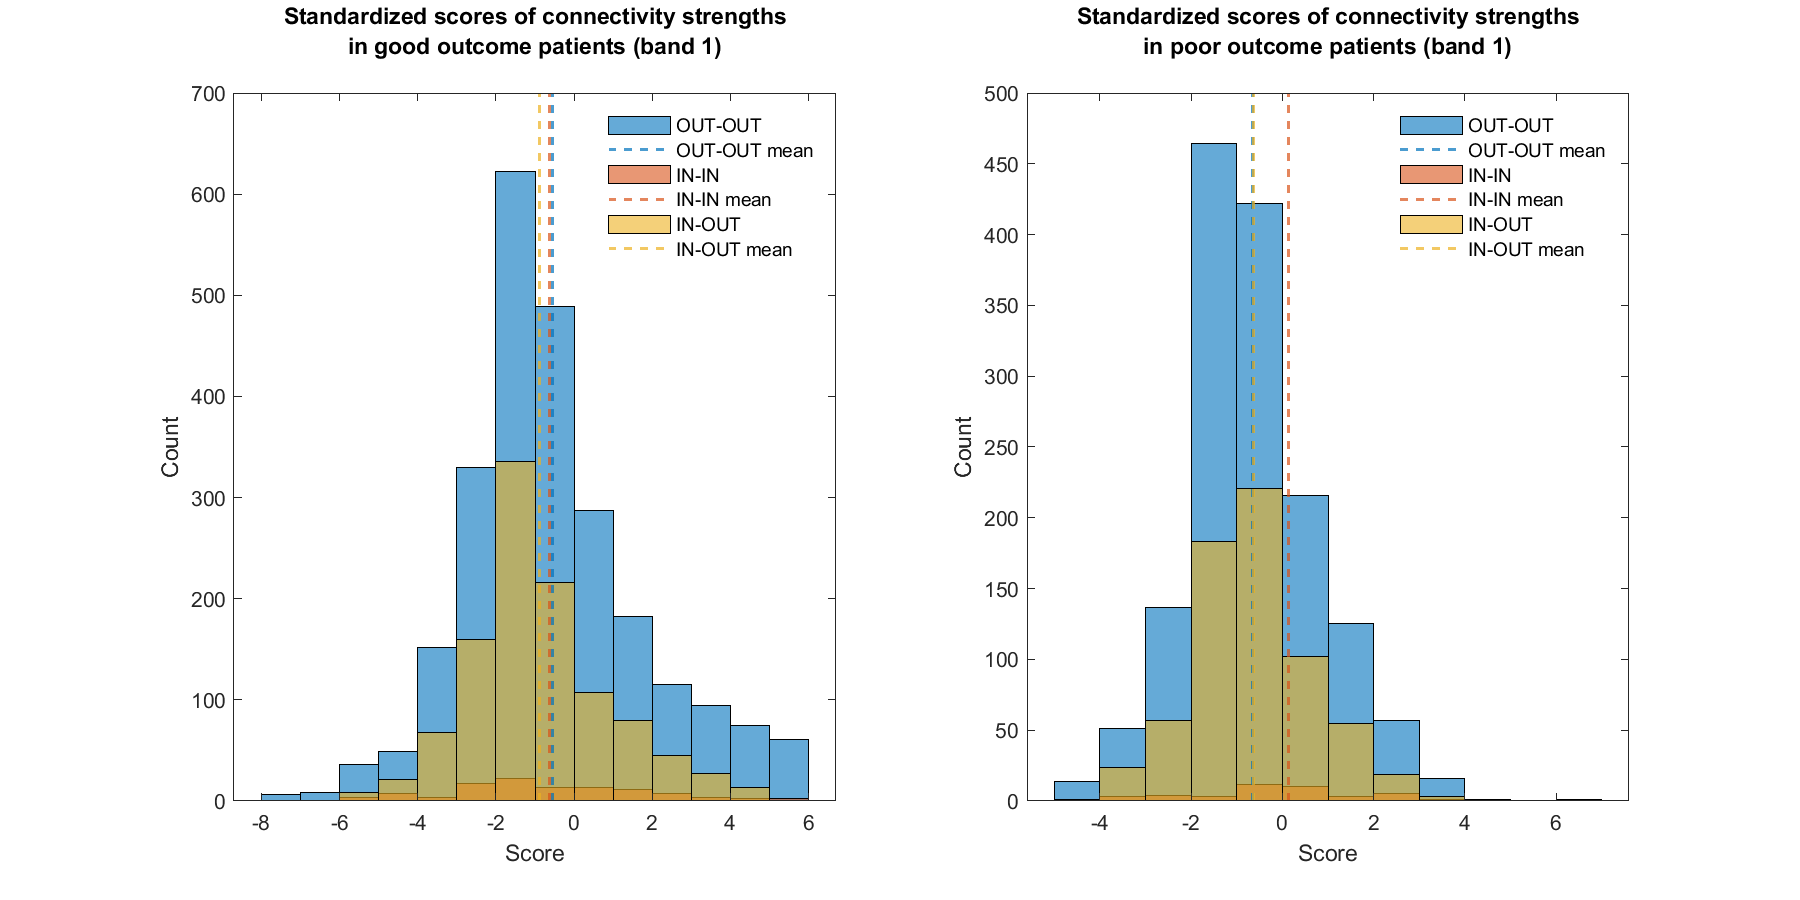 Standardized scores of connectivity strengths
in good outcome patients (band 1)
700
600
500
400
300
200
100
0
Count
-8 -6 -4 -2 0 2 4 6
Score
OUT-OUT
OUT-OUT mean
IN-IN
IN-IN mean
IN-OUT
IN-OUT mean
Standardized scores of connectivity strengths
in poor outcome patients (band 1)
500
450
400
350
300
250
200
150
100
50
0
Count
-4 -2 0 2 4 6
Score
OUT-OUT
OUT-OUT mean
IN-IN
IN-IN mean
IN-OUT
IN-OUT mean